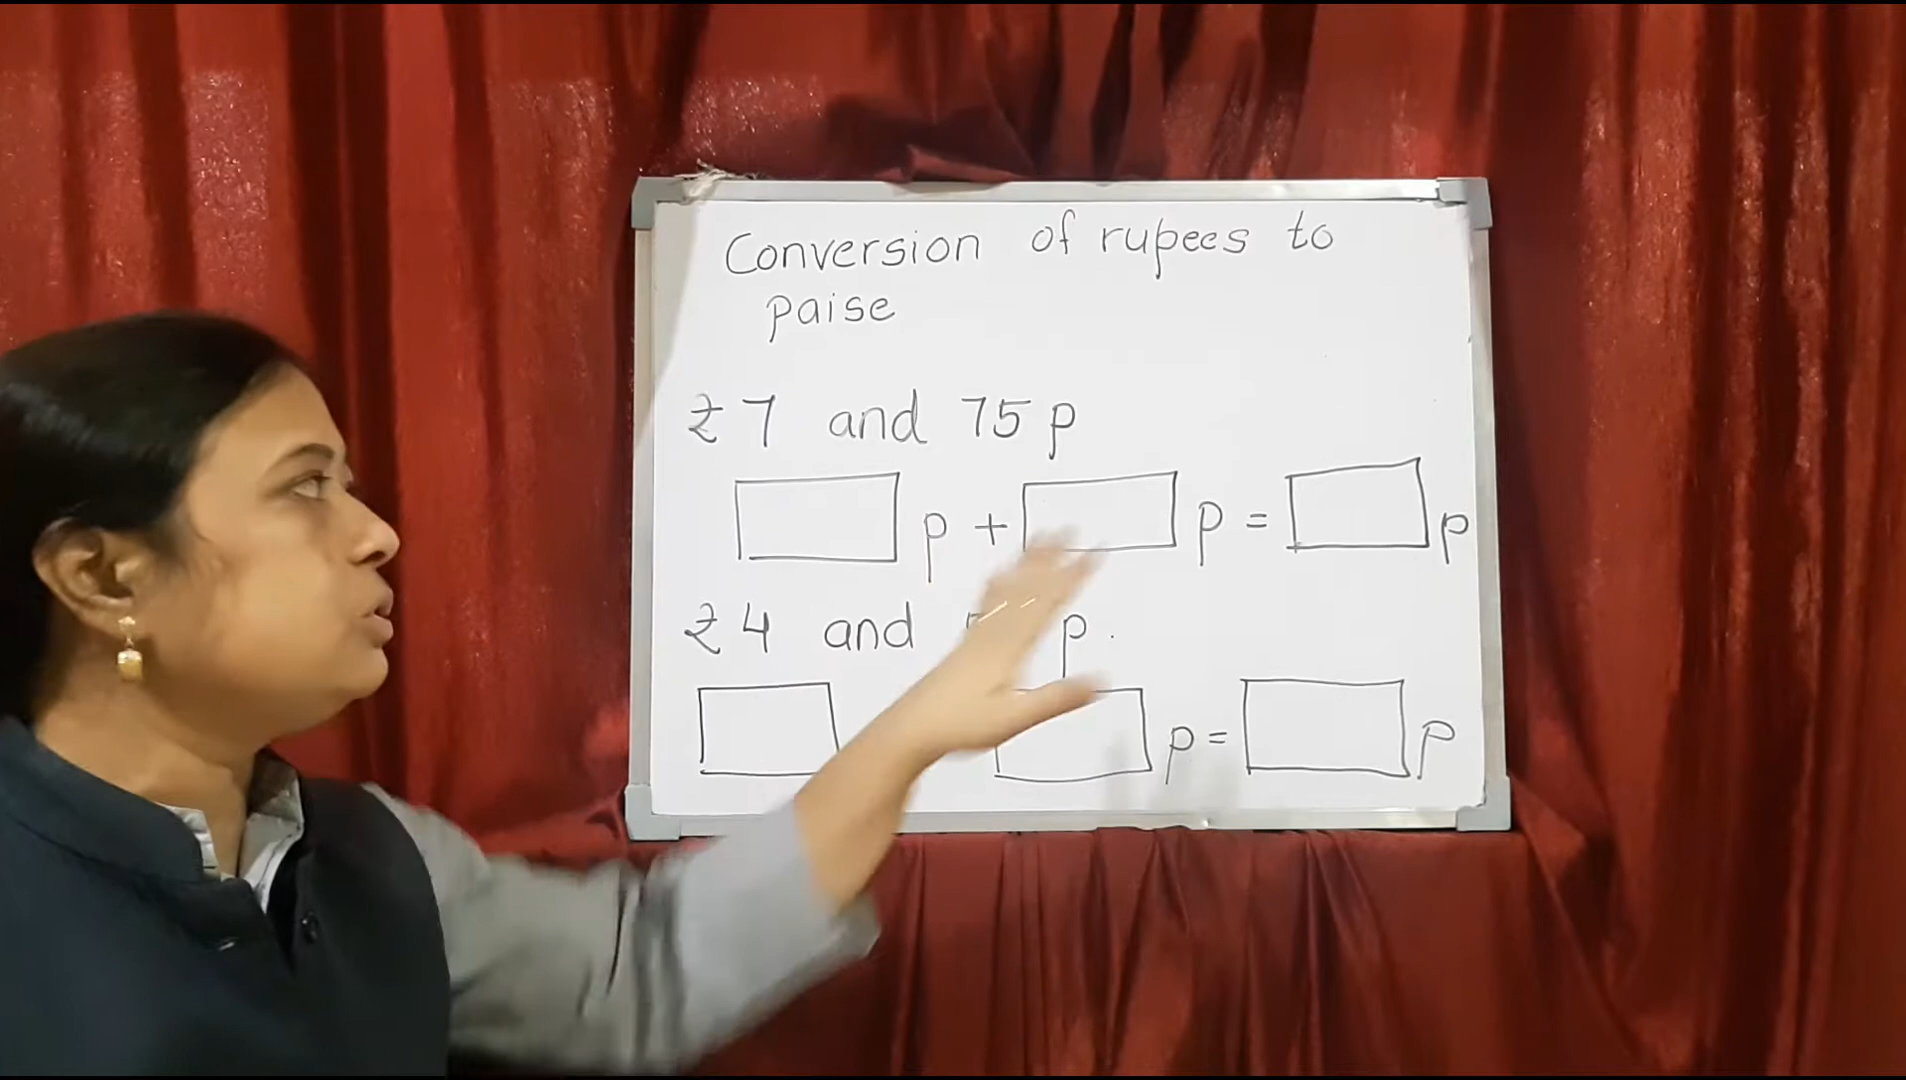 Conversion of rupees to
paise
₹ 7 and 75 p
p + p = p
₹ 4 and p.
p = p